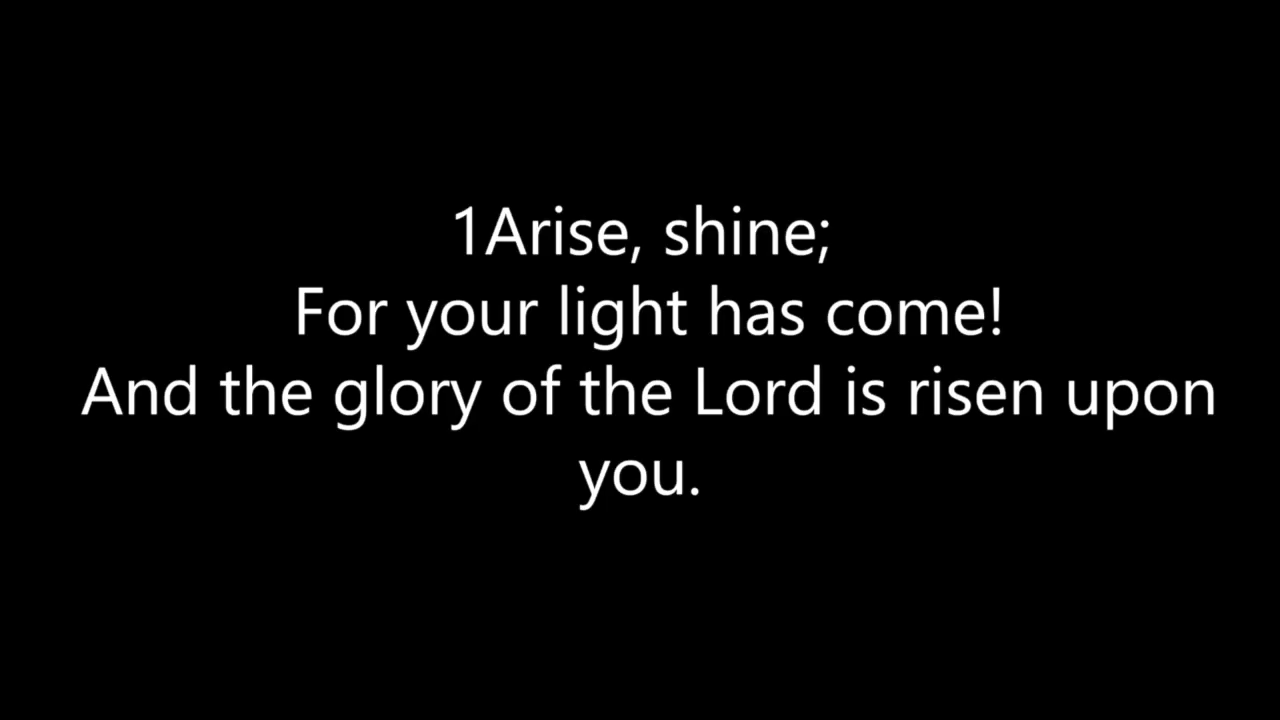 1Arise, shine;
For your light has come!
And the glory of the Lord is risen upon
you.